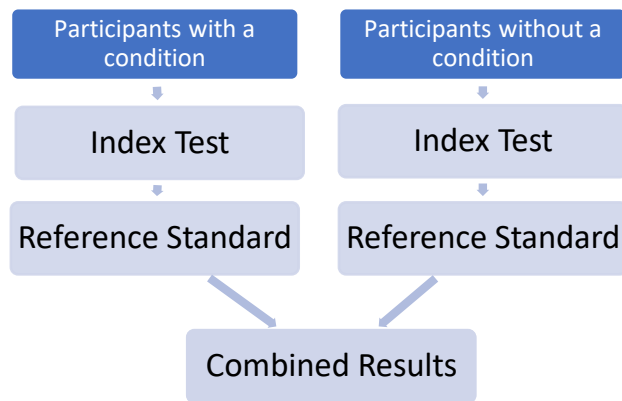 Participants with a
condition
Participants without a
condition
Index Test
Index Test
Reference Standard
Reference Standard
Combined Results